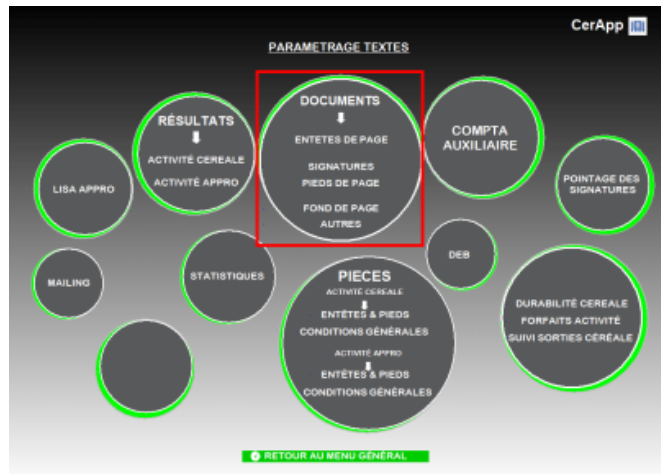 CerApp
PARAMETRAGE TEXTES
DOCUMENTS
ENTETES DE PAGE
SIGNATURES
PIEDS DE PAGE
FOND DE PAGE
AUTRES
RÉSULTATS
ACTIVITÉ CEREALE
ACTIVITÉ APPRO
COMPTA
AUXILIAIRE
LISA APPRO
POINTAGE DES
SIGNATURES
MAILING
STATISTIQUES
DEB
PIECES
ACTIVITÉ CEREALE
ENTÊTES & PIEDS
CONDITIONS GÉNÉRALES
ACTIVITÉ APPRO
ENTÊTES & PIEDS
CONDITIONS GÉNÉRALES
DURABILITÉ CEREALE
FORFAITS ACTIVITÉ
SUIVI SORTIES CÉRÉALE
RETOUR AU MENU GÉNÉRAL